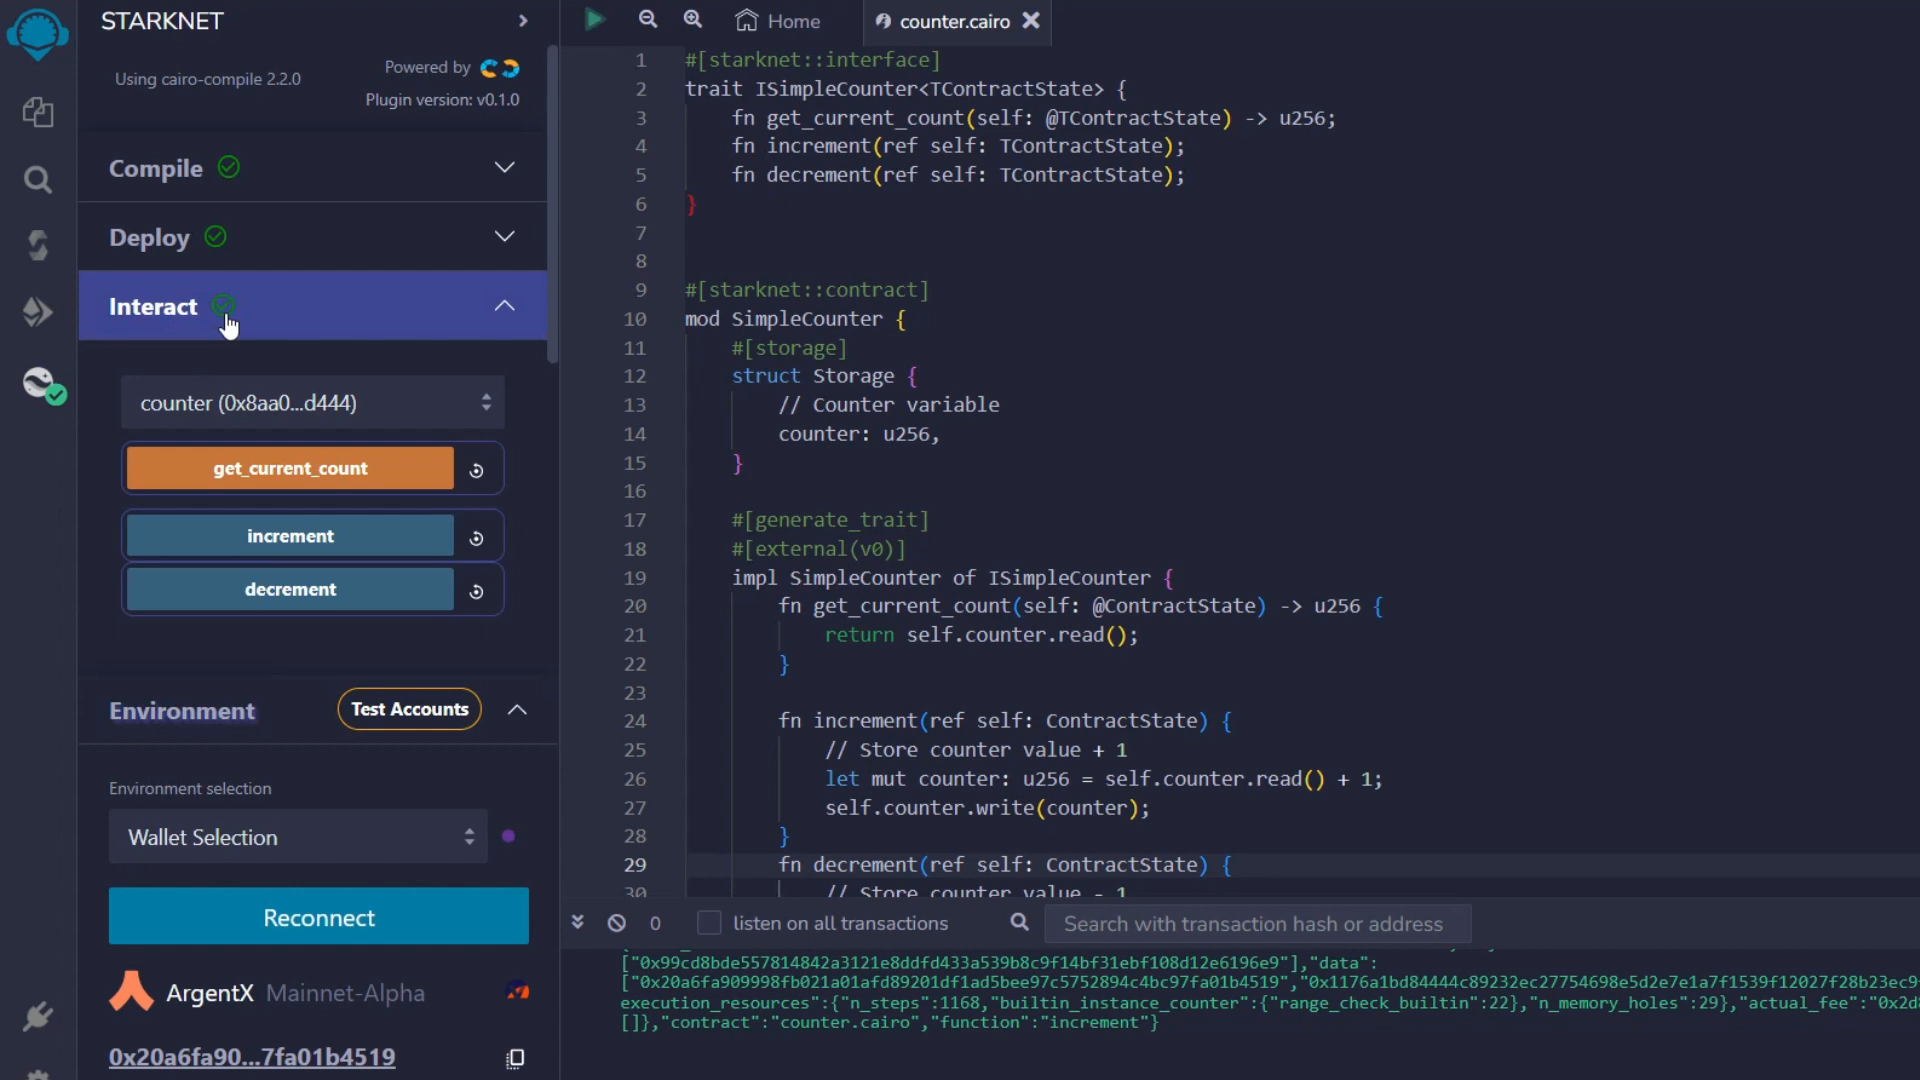 STARKNET
Using cairo-compile 2.2.0
Powered by
Plugin version: v0.1.0
Compile
Deploy
Interact
counter (0x8aa0...d444)
get_current_count
increment
decrement
Environment
Test Accounts
Environment selection
Wallet Selection
Reconnect
ArgentX Mainnet-Alpha
0x20a6fa90...7fa01b4519
Home
counter.cairo
1 #[starknet::interface]
2 trait ISimpleCounter<TContractState> {
3 fn get_current_count(self: @TContractState) -> u256;
4 fn increment(ref self: TContractState);
5 fn decrement(ref self: TContractState);
6 }
7
8
9 #[starknet::contract]
10 mod SimpleCounter {
11 #[storage]
12 struct Storage {
13 // Counter variable
14 counter: u256,
15 }
16
17 #[generate_trait]
18 #[external(v0)]
19 impl SimpleCounter of ISimpleCounter {
20 fn get_current_count(self: @ContractState) -> u256 {
21 return self.counter.read();
22 }
23
24 fn increment(ref self: ContractState) {
25 // Store counter value + 1
26 let mut counter: u256 = self.counter.read() + 1;
27 self.counter.write(counter);
28 }
29 fn decrement(ref self: ContractState) {
30 // Store counter value - 1
0 listen on all transactions Search with transaction hash or address
["0x99cd8bde557814842a3121e8ddfd433a539b8c9f14bf31ebf108d12e6196e9"],"data":
["0x20a6fa909998fb021a01afd89201df1ad5bee97c5752894c4bc97fa01b4519","0x1176a1bd84444c89232ec27754698e5d2e7e1a7f1539f12027f28b23ec9
execution_resources":{"n_steps":1168,"builtin_instance_counter":{"range_check_builtin":22},"n_memory_holes":29},"actual_fee":"0x2d8
[]},"contract":"counter.cairo","function":"increment"}